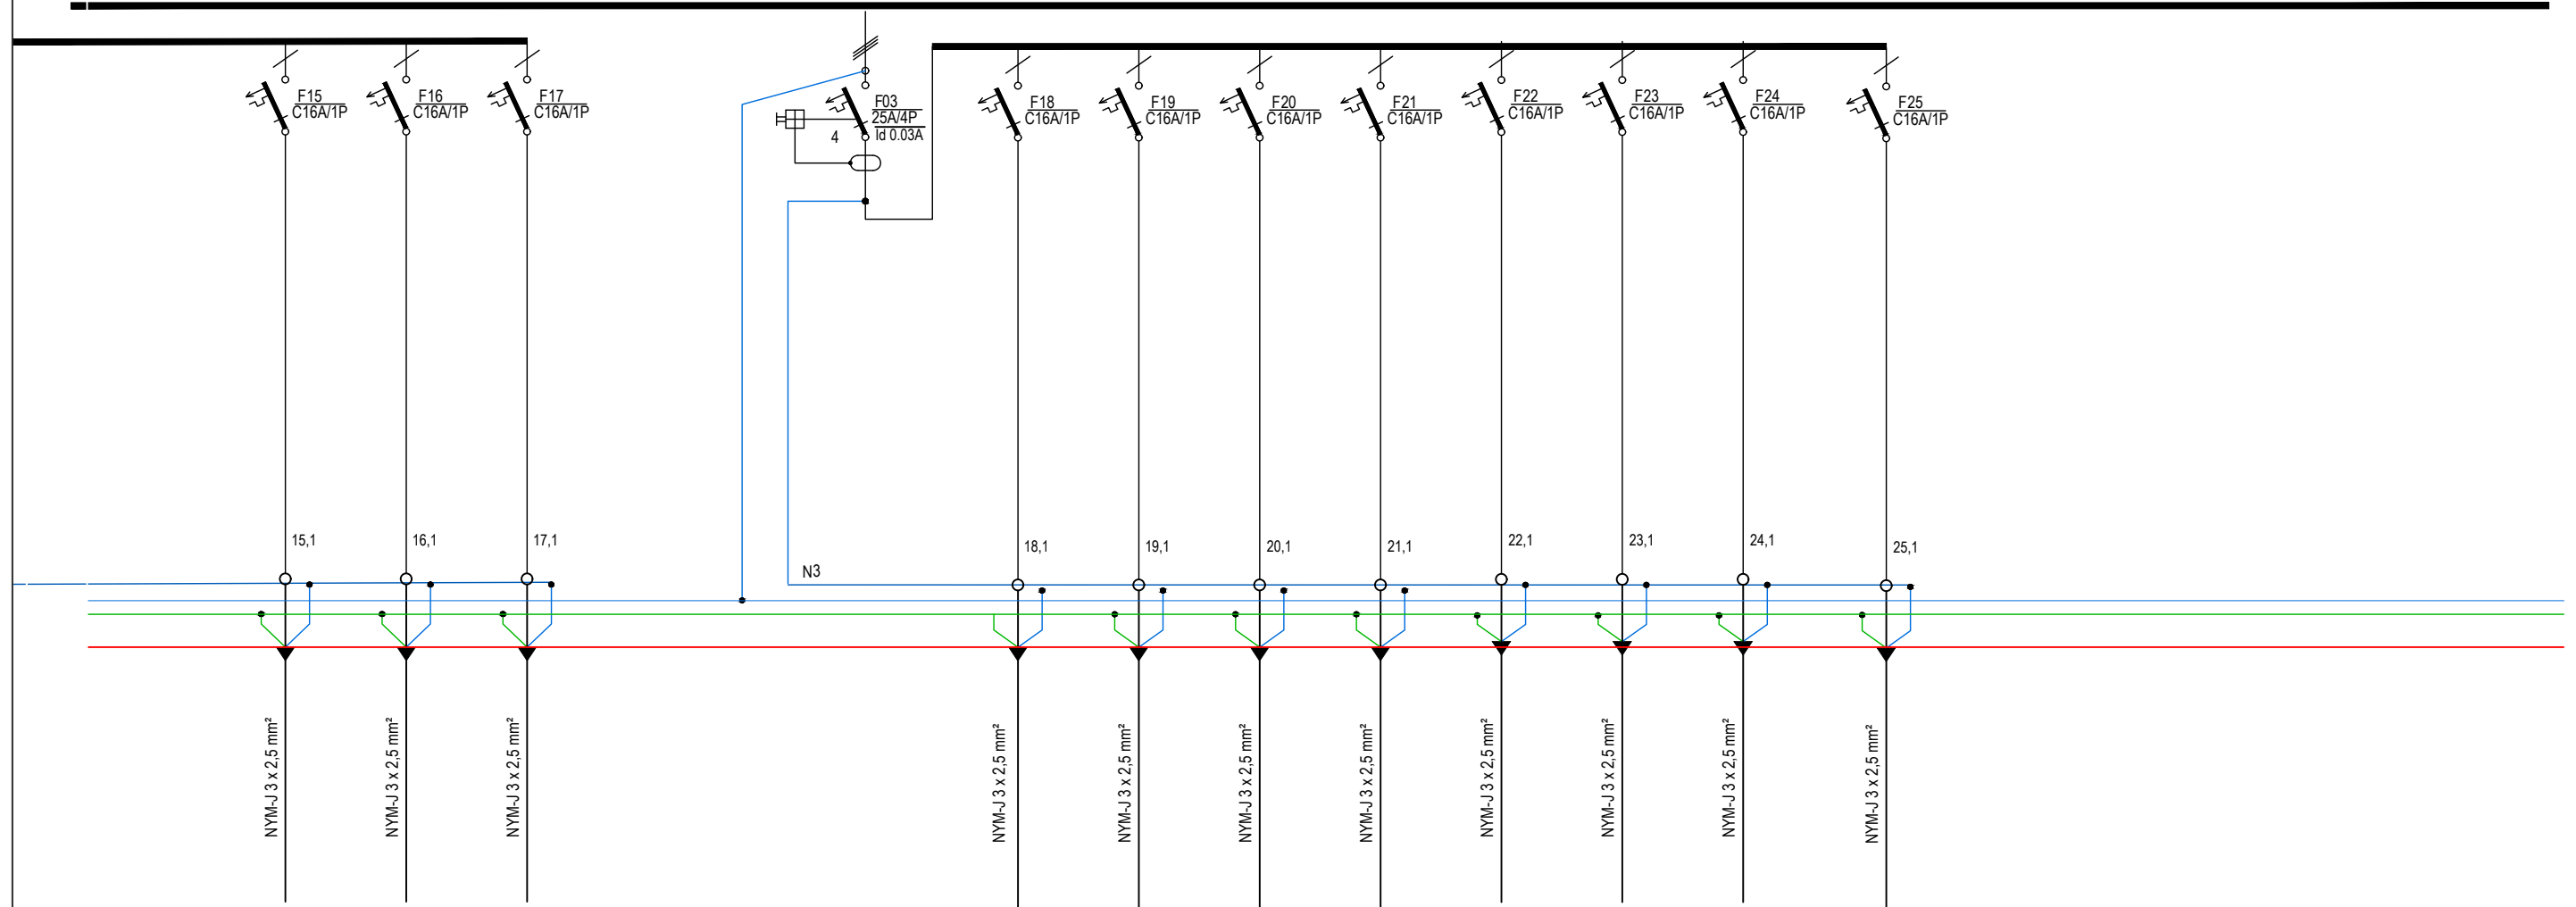 F15
C16A/1P
F16
C16A/1P
F17
C16A/1P
F03
25A/4P
Id 0.03A
4
F18
C16A/1P
F19
C16A/1P
F20
C16A/1P
F21
C16A/1P
F22
C16A/1P
F23
C16A/1P
F24
C16A/1P
F25
C16A/1P
15,1
16,1
17,1
N3
18,1
19,1
20,1
21,1
22,1
23,1
24,1
25,1
NYM-J 3 x 2,5 mm²
NYM-J 3 x 2,5 mm²
NYM-J 3 x 2,5 mm²
NYM-J 3 x 2,5 mm²
NYM-J 3 x 2,5 mm²
NYM-J 3 x 2,5 mm²
NYM-J 3 x 2,5 mm²
NYM-J 3 x 2,5 mm²
NYM-J 3 x 2,5 mm²
NYM-J 3 x 2,5 mm²
NYM-J 3 x 2,5 mm²